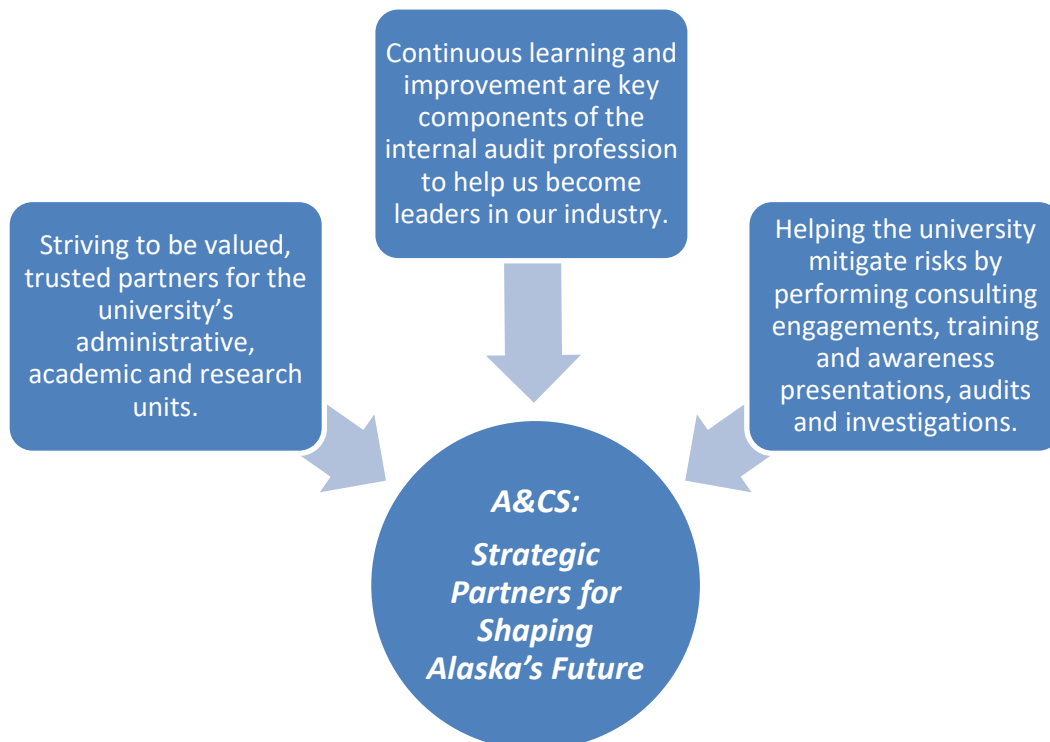 Continuous learning and
improvement are key
components of the
internal audit profession
to help us become
leaders in our industry.
Striving to be valued,
trusted partners for the
university’s
administrative,
academic and research
units.
Helping the university
mitigate risks by
performing consulting
engagements, training
and awareness
presentations, audits
and investigations.
A&CS:
Strategic
Partners for
Shaping
Alaska’s Future